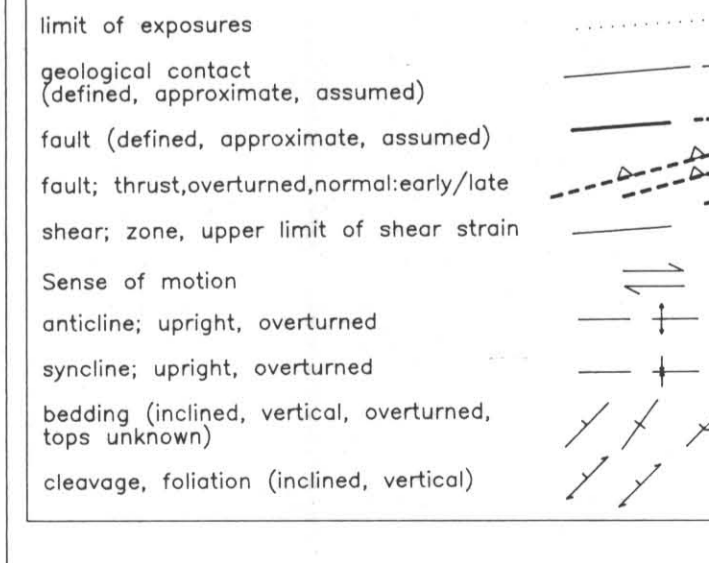 limit of exposures
geological contact
(defined, approximate, assumed)
fault (defined, approximate, assumed)
fault; thrust,overturned,normal:early/late
shear; zone, upper limit of shear strain
Sense of motion
anticline; upright, overturned
syncline; upright, overturned
bedding (inclined, vertical, overturned,
tops unknown)
cleavage, foliation (inclined, vertical)